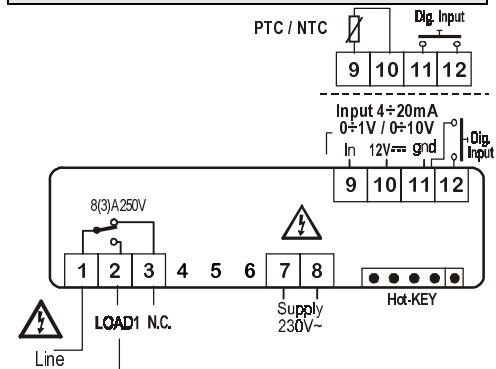 PTC / NTC
Dig. Input
9 10 11 12
Input 4÷20mA
0÷1V / 0÷10V
In 12V gnd
Dig.
Input
9 10 11 12
8(3)A250V
1 2 3 4 5 6 7 8
Hot-KEY
LOAD1 N.C.
Supply
230V~
Line